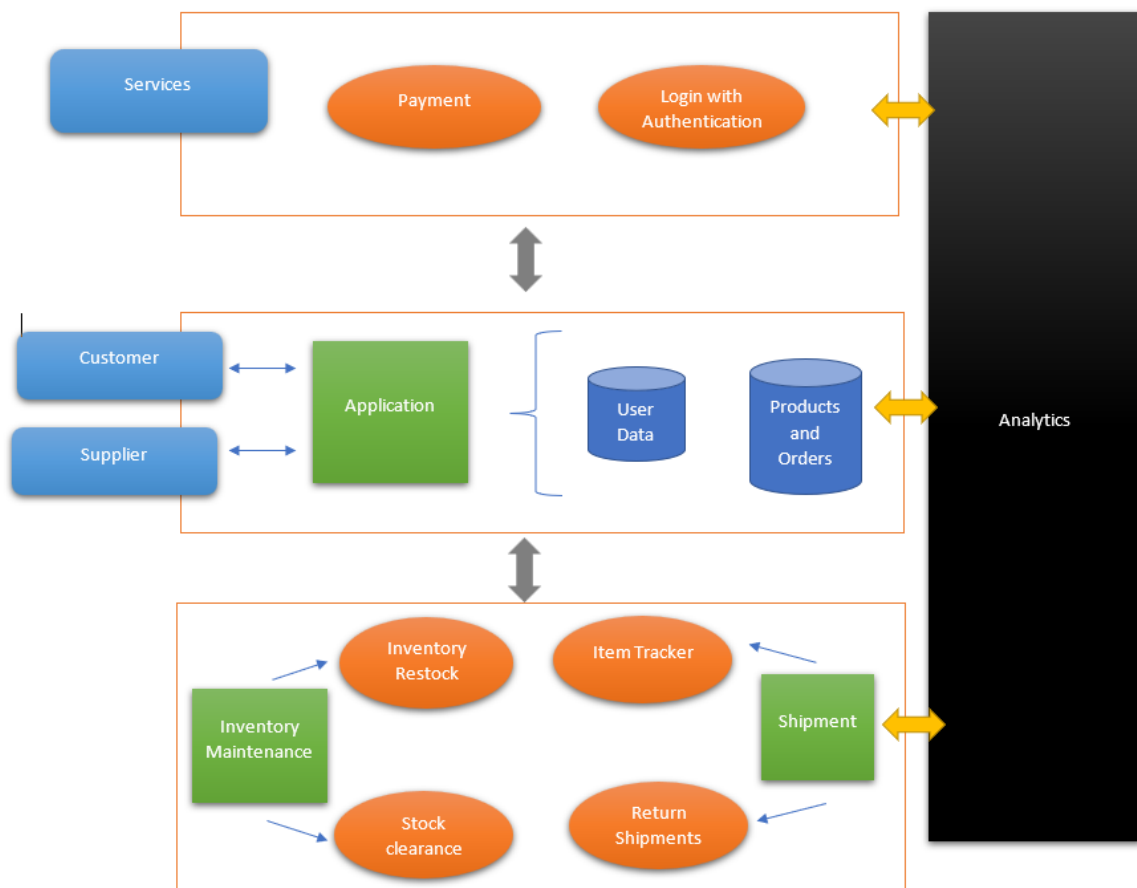 Services
Payment
Login with
Authentication
Customer
Supplier
Application
User
Data
Products
and
Orders
Analytics
Inventory
Restock
Item Tracker
Inventory
Maintenance
Shipment
Stock
clearance
Return
Shipments